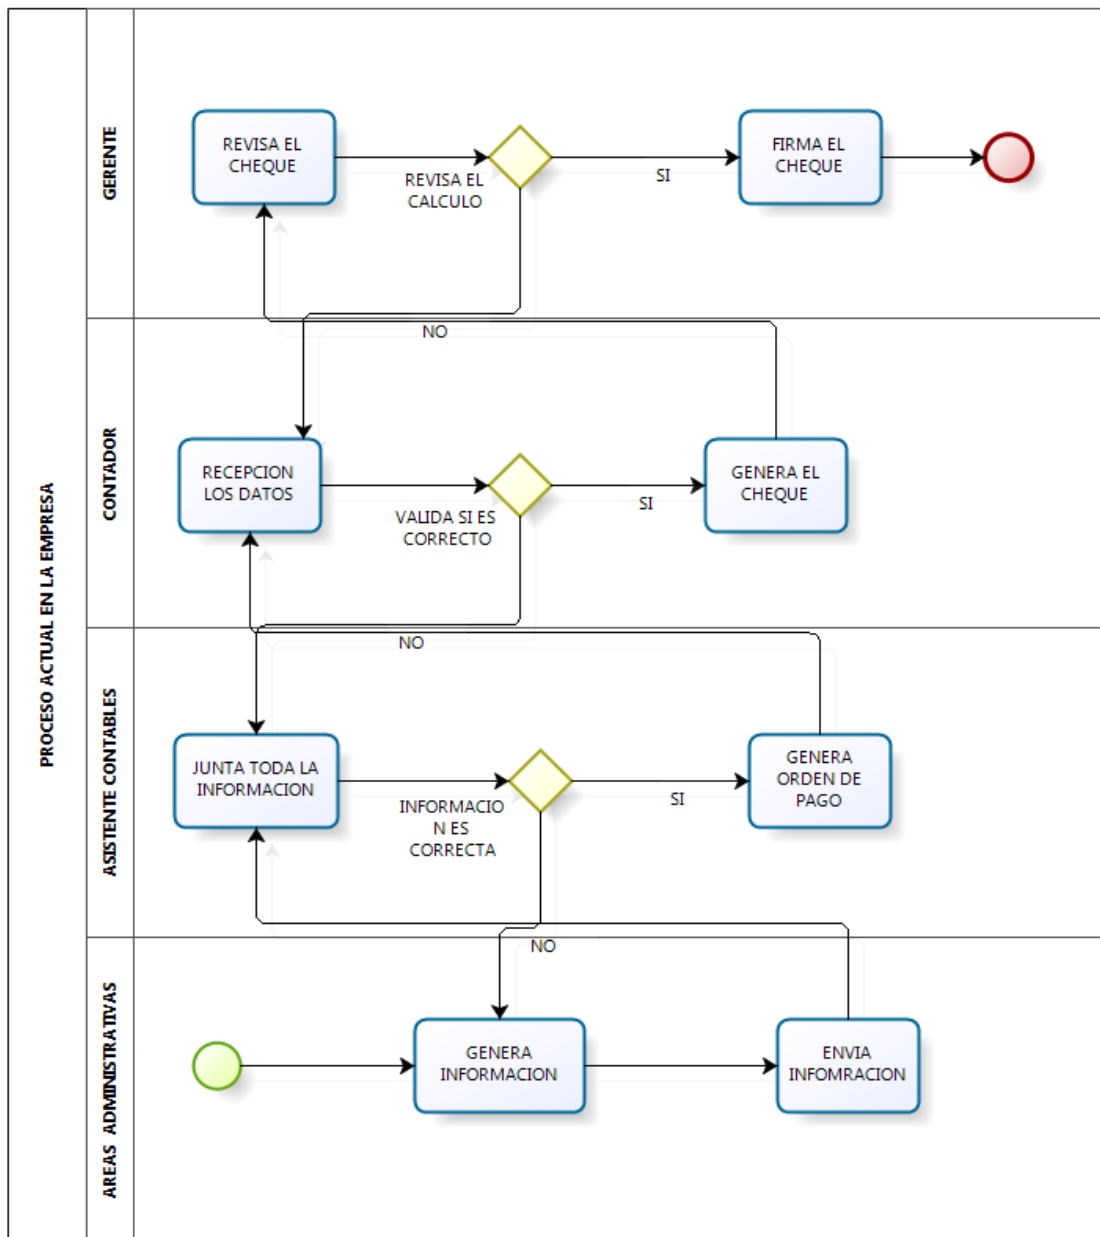 PROCESO ACTUAL EN LA EMPRESA
GERENTE
REVISA EL
CHEQUE
REVISA EL
CALCULO
SI
FIRMA EL
CHEQUE
NO
CONTADOR
RECEPCION
LOS DATOS
VALIDA SI ES
CORRECTO
SI
GENERA EL
CHEQUE
NO
ASISTENTE CONTABLES
JUNTA TODA LA
INFORMACION
INFORMACIO
N ES
CORRECTA
SI
GENERA
ORDEN DE
PAGO
NO
AREAS ADMINISTRATIVAS
GENERA
INFORMACION
ENVIA
INFOMRACION